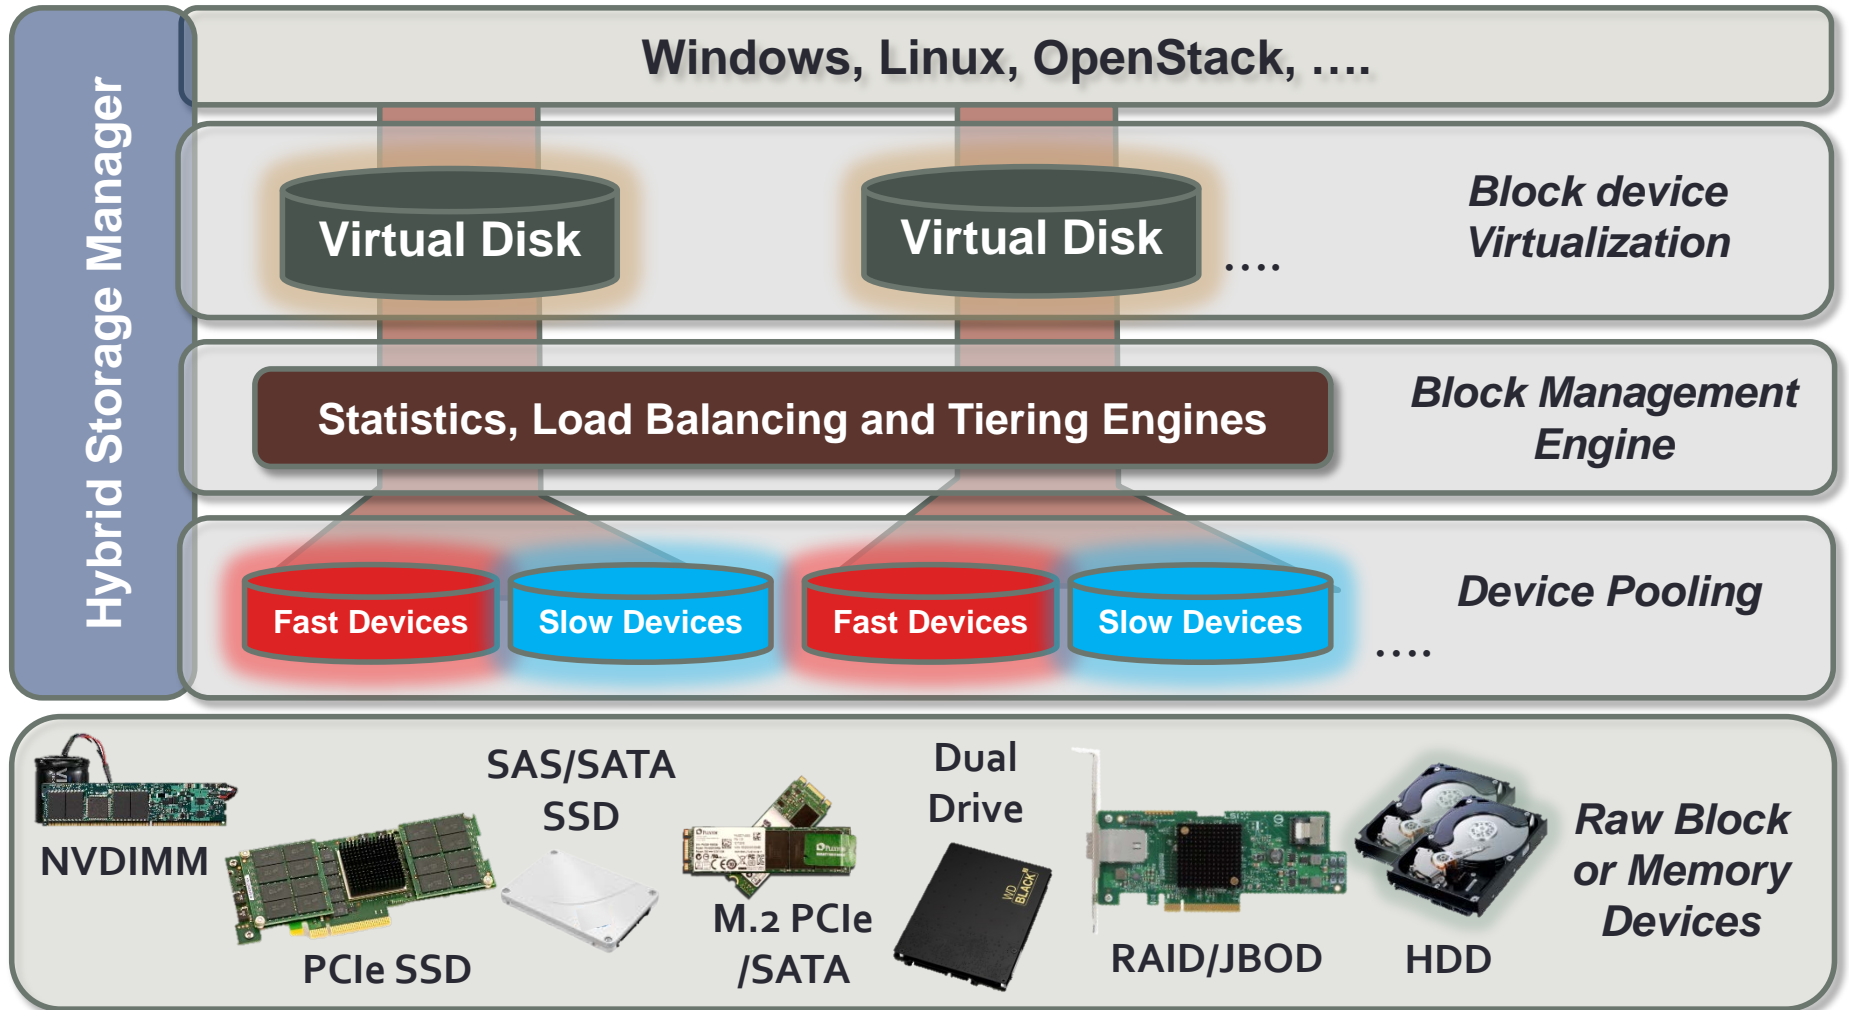 Hybrid Storage Manager
Windows, Linux, OpenStack, ....
Virtual Disk
Virtual Disk
....
Block device
Virtualization
Statistics, Load Balancing and Tiering Engines
Block Management
Engine
Fast Devices
Slow Devices
Fast Devices
Slow Devices
....
Device Pooling
NVDIMM
PCIe SSD
SAS/SATA
SSD
M.2 PCIe
/SATA
Dual
Drive
WD
BLACK
RAID/JBOD
HDD
Raw Block
or Memory
Devices